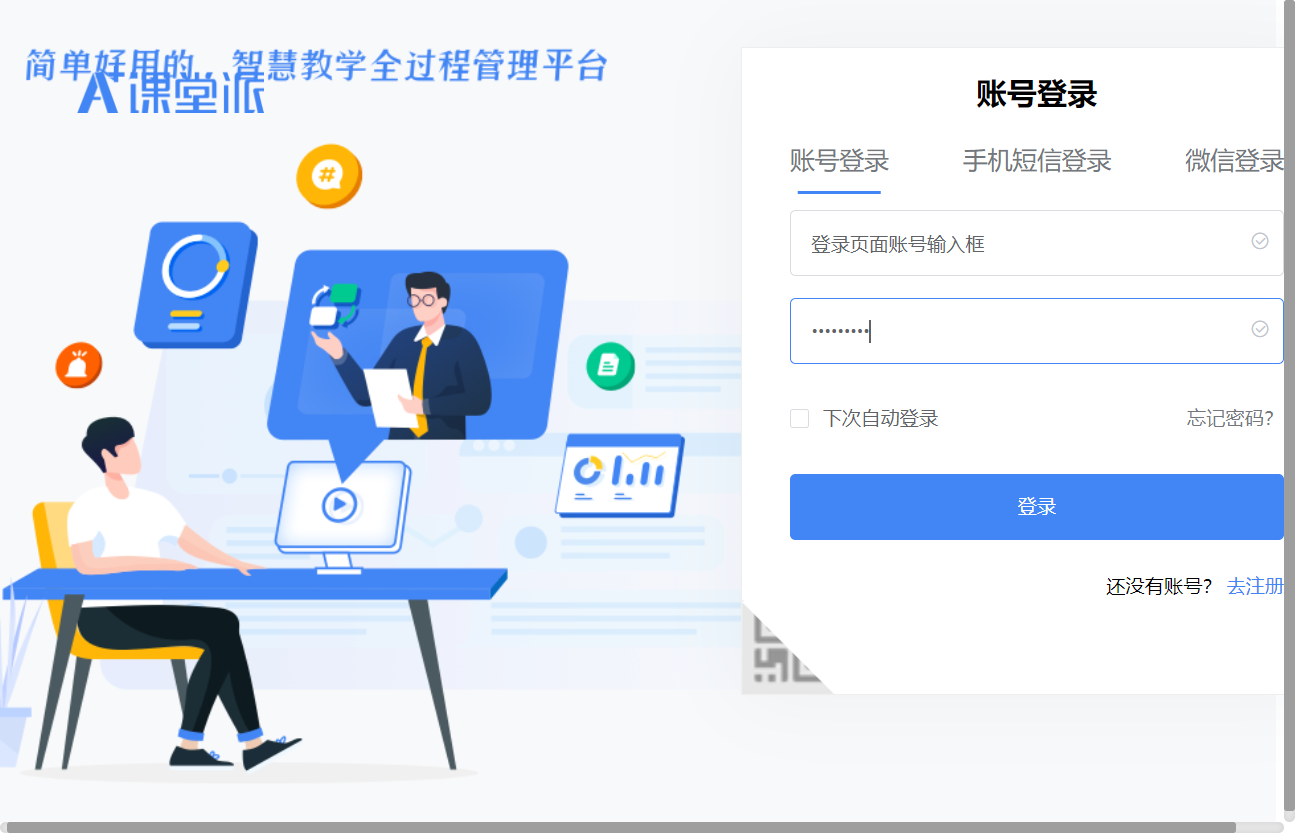 简单好用的，智慧教学全过程管理平台
A+课堂派
账号登录
账号登录 手机短信登录 微信登录
登录页面账号输入框
•••••••••
下次自动登录 忘记密码?
登录
还没有账号? 去注册